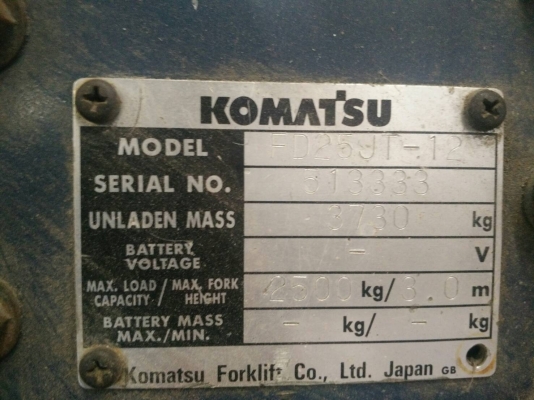 KOMATSU
MODEL FD25JT-12
SERIAL NO. 313333
UNLADEN MASS 3730 kg
BATTERY VOLTAGE - V
MAX. LOAD CAPACITY / MAX. FORK HEIGHT 2500 kg/ 3.0 m
BATTERY MASS MAX./MIN. - kg/ - kg
Komatsu Forklift Co., Ltd. Japan GB